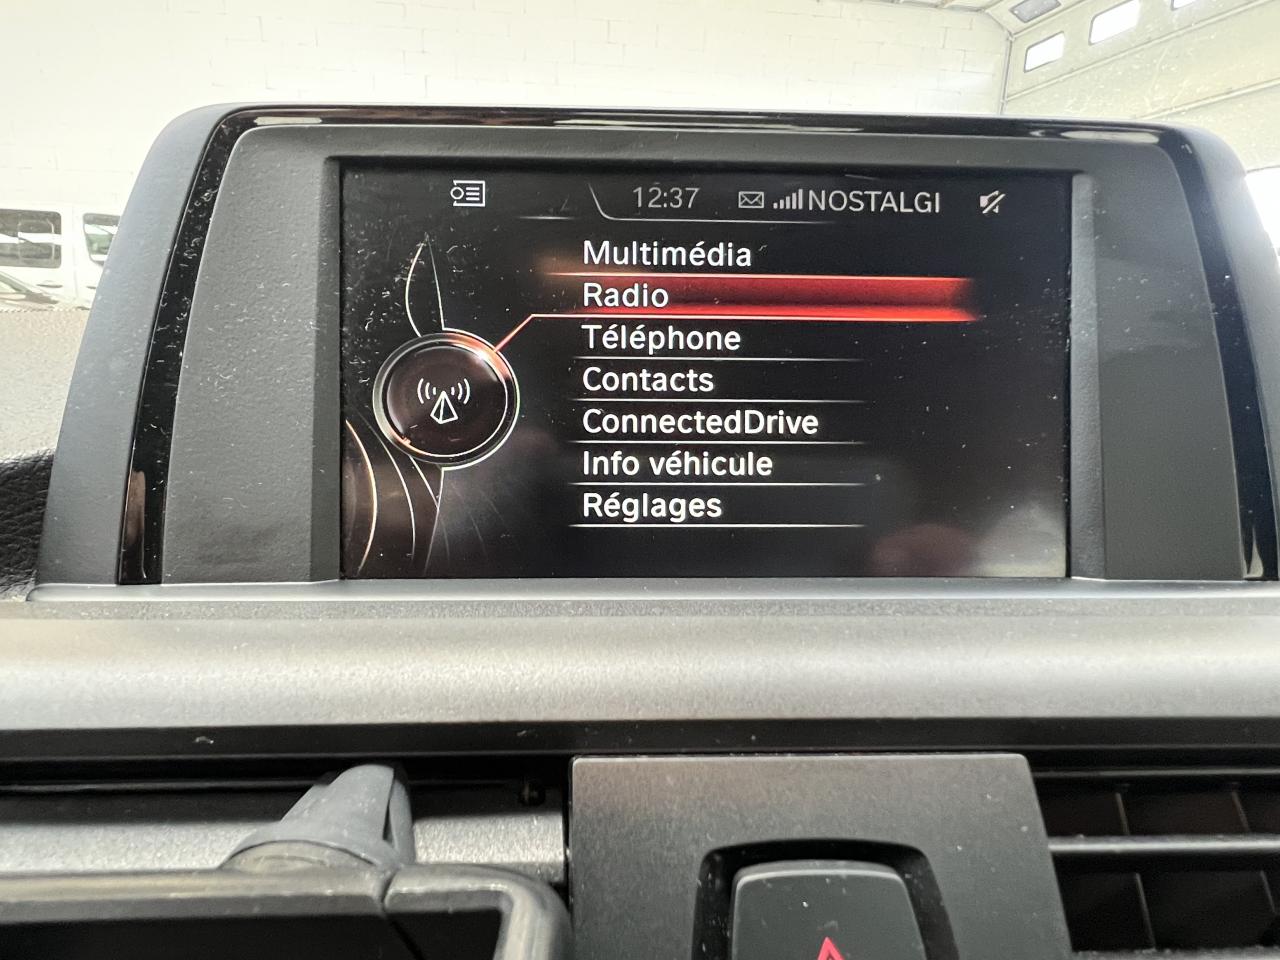 12:37 NOSTALGI
Multimédia
Radio
Téléphone
Contacts
ConnectedDrive
Info véhicule
Réglages